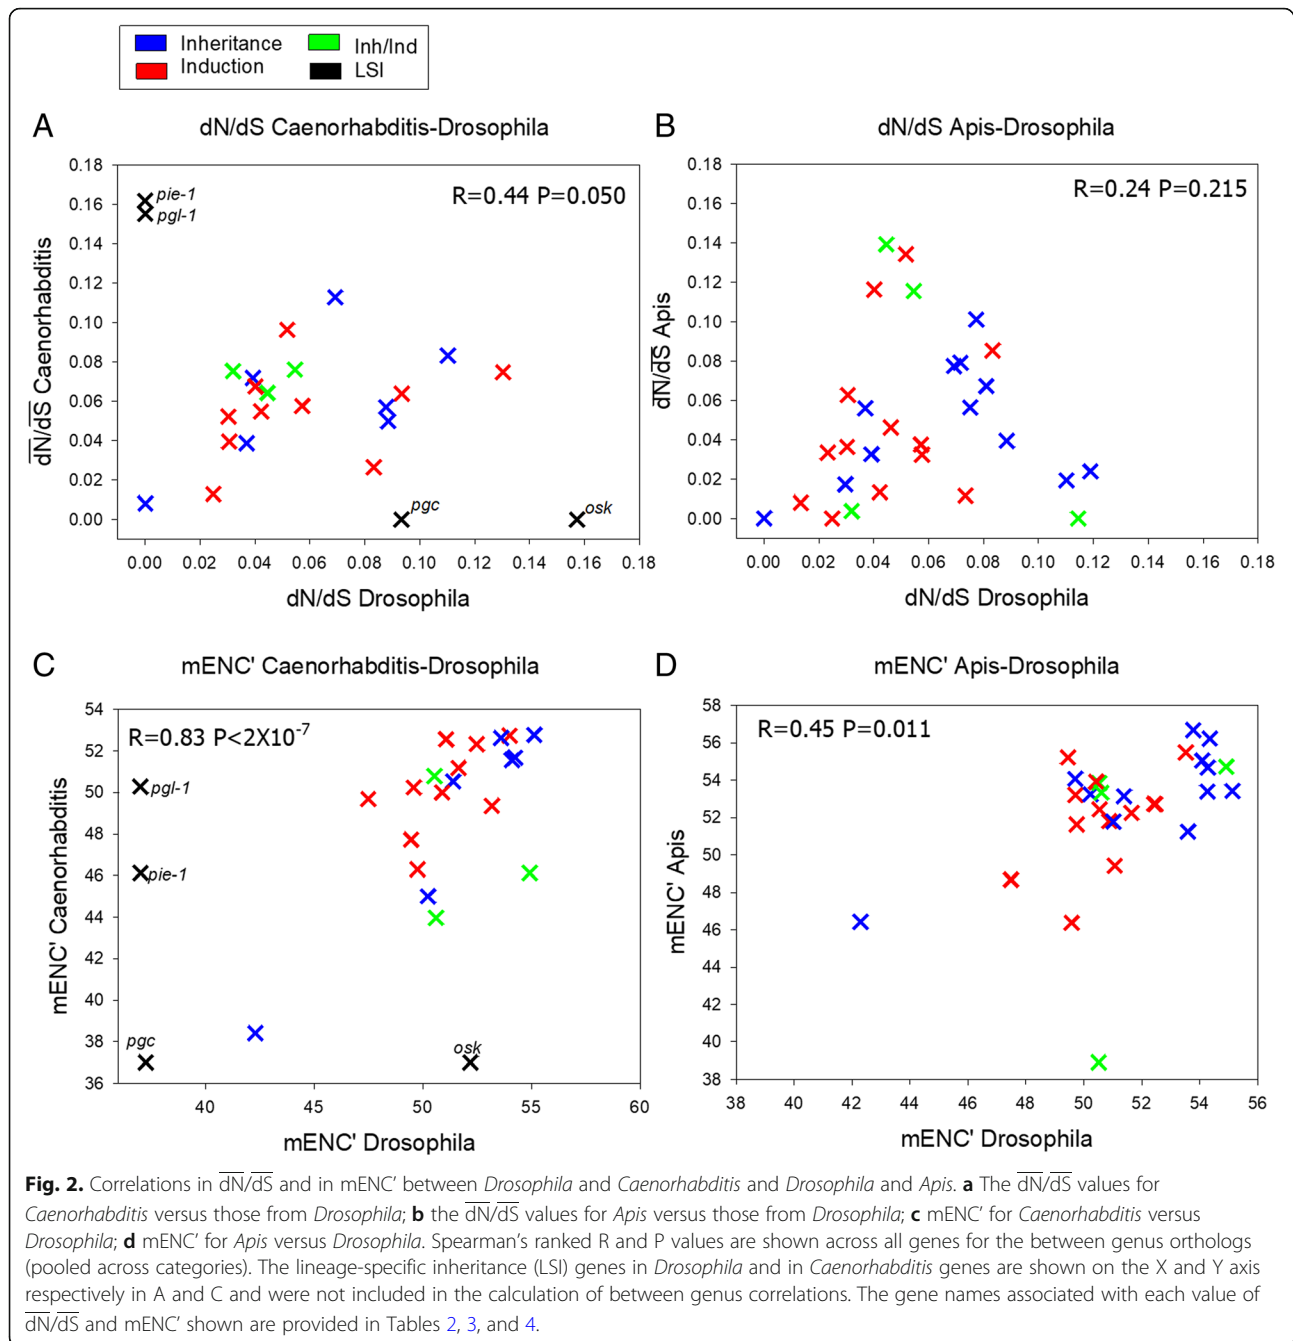 Inheritance
Induction
Inh/Ind
LSI
A
dN/dS Caenorhabditis-Drosophila
R=0.44 P=0.050
pie-1
pgl-1
pgc
osk
0.18
0.16
0.14
0.12
0.10
0.08
0.06
0.04
0.02
0.00
dN/dS Caenorhabditis
0.00 0.02 0.04 0.06 0.08 0.10 0.12 0.14 0.16 0.18
dN/dS Drosophila
B
dN/dS Apis-Drosophila
R=0.24 P=0.215
0.18
0.16
0.14
0.12
0.10
0.08
0.06
0.04
0.02
0.00
dN/dS Apis
0.00 0.02 0.04 0.06 0.08 0.10 0.12 0.14 0.16 0.18
dN/dS Drosophila
C
mENC' Caenorhabditis-Drosophila
R=0.83 P<2X10-7
pgl-1
pie-1
pgc
osk
54
52
50
48
46
44
42
40
38
36
mENC' Caenorhabditis
40 45 50 55 60
mENC' Drosophila
D
mENC' Apis-Drosophila
R=0.45 P=0.011
58
56
54
52
50
48
46
44
42
40
38
mENC' Apis
38 40 42 44 46 48 50 52 54 56
mENC' Drosophila
Fig. 2. Correlations in dN/dS and in mENC′ between Drosophila and Caenorhabditis and Drosophila and Apis. a The dN/dS values for
Caenorhabditis versus those from Drosophila; b the dN/dS values for Apis versus those from Drosophila; c mENC′ for Caenorhabditis versus
Drosophila; d mENC′ for Apis versus Drosophila. Spearman's ranked R and P values are shown across all genes for the between genus orthologs
(pooled across categories). The lineage-specific inheritance (LSI) genes in Drosophila and in Caenorhabditis genes are shown on the X and Y axis
respectively in A and C and were not included in the calculation of between genus correlations. The gene names associated with each value of
dN/dS and mENC′ shown are provided in Tables 2, 3, and 4.